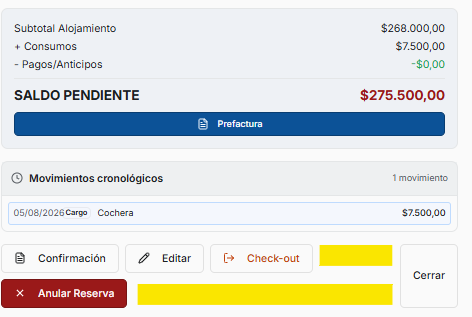 Subtotal Alojamiento $268.000,00
+ Consumos $7.500,00
- Pagos/Anticipos -$0,00
SALDO PENDIENTE $275.500,00
Prefactura
Movimientos cronológicos 1 movimiento
05/08/2026 Cargo Cochera $7.500,00
Confirmación Editar Check-out
Cerrar
Anular Reserva